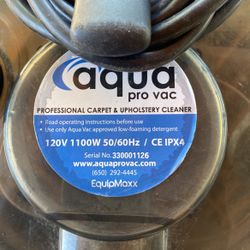 aqua
pro vac
PROFESSIONAL CARPET & UPHOLSTERY CLEANER
• Read operating instructions before use
• Use only Aqua Vac approved low-foaming detergent
120V 1100W 50/60Hz / CE IPX4
Serial No. 330001126
www.aquaprovac.com
(650) 292-4445
EquipMaxx